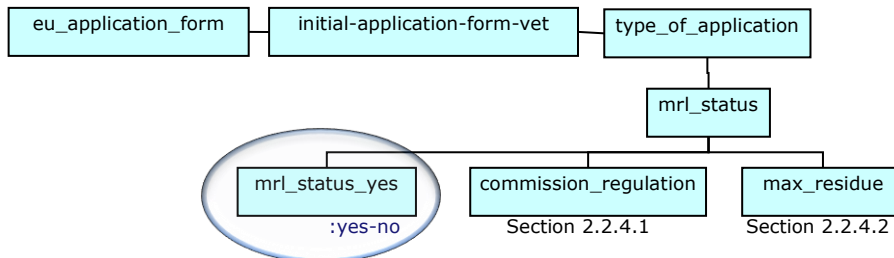 eu_application_form
initial-application-form-vet
type_of_application
mrl_status
mrl_status_yes
commission_regulation
max_residue
:yes-no
Section 2.2.4.1
Section 2.2.4.2